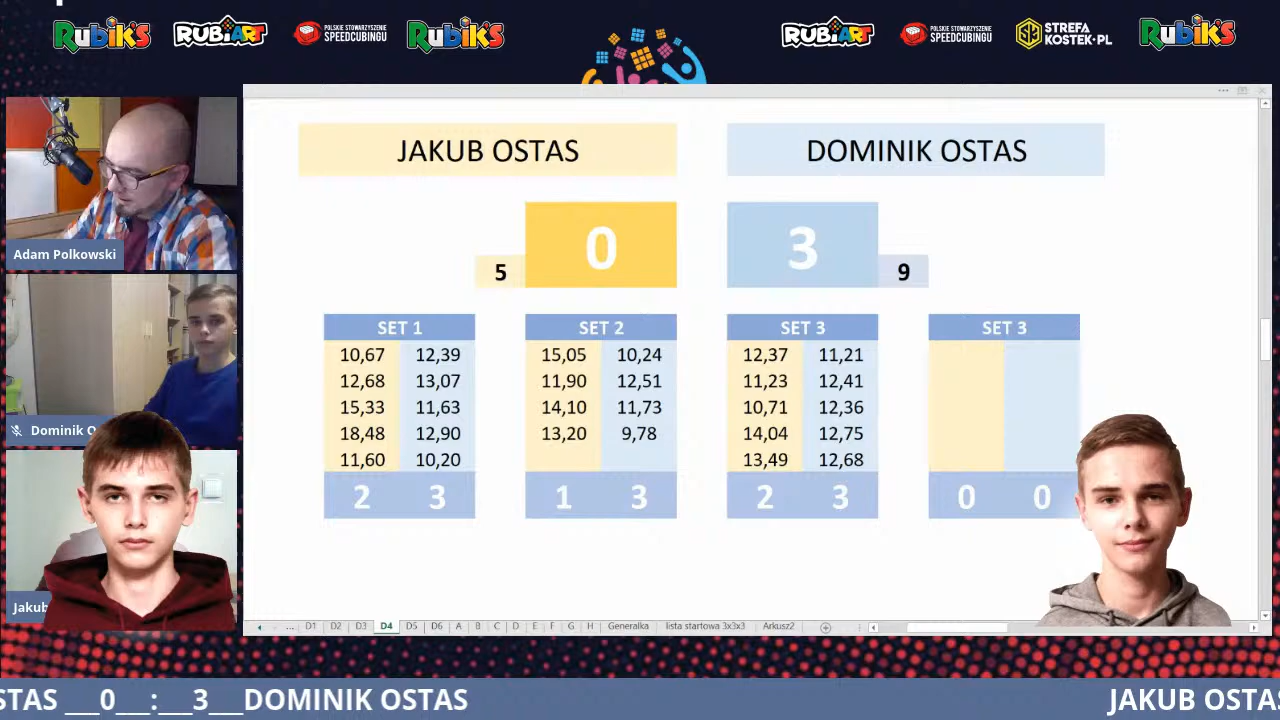 Rubik's RUBIART POLSKIE STOWARZYSZENIE SPEEDCUBINGU Rubik's RUBIART POLSKIE STOWARZYSZENIE SPEEDCUBINGU STREFA KOSTEK.PL Rubik's
JAKUB OSTAS DOMINIK OSTAS
0 3
5 9
SET 1 SET 2 SET 3 SET 3
10,67 12,39 15,05 10,24 12,37 11,21
12,68 13,07 11,90 12,51 11,23 12,41
15,33 11,63 14,10 11,73 10,71 12,36
18,48 12,90 13,20 9,78 14,04 12,75
11,60 10,20 13,49 12,68
2 3 1 3 2 3 0 0
Adam Polkowski
Dominik O
Jakub
... D1 D2 D3 D4 D5 D6 A B C D E F G H Generalka lista startowa 3x3x3 Arkusz2
STAS __0__:__3__DOMINIK OSTAS JAKUB OSTAS